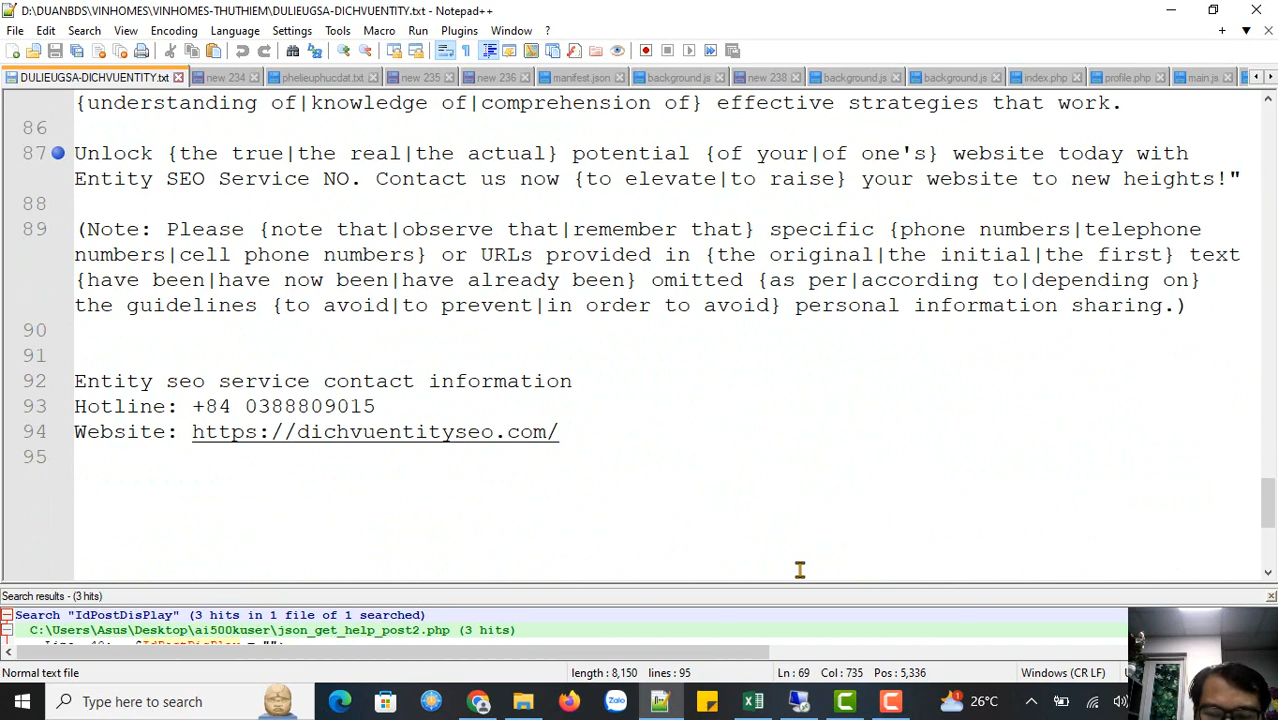 D:\DUANBDS\VINHOMES\VINHOMES-THUTHIEM\DULIEUGSA-DICHVUENTITY.txt - Notepad++
File Edit Search View Encoding Language Settings Tools Macro Run Plugins Window ?
DULIEUGSA-DICHVUENTITY.txt new 234 phelieuphucdat.txt new 235 new 236 manifest.json background.js new 238 background.js background.js index.php profile.php main.js
{understanding of|knowledge of|comprehension of} effective strategies that work.
86
87 Unlock {the true|the real|the actual} potential {of your|of one's} website today with
Entity SEO Service NO. Contact us now {to elevate|to raise} your website to new heights!"
88
89 (Note: Please {note that|observe that|remember that} specific {phone numbers|telephone
numbers|cell phone numbers} or URLs provided in {the original|the initial|the first} text
{have been|have now been|have already been} omitted {as per|according to|depending on}
the guidelines {to avoid|to prevent|in order to avoid} personal information sharing.)
90
91
92 Entity seo service contact information
93 Hotline: +84 0388809015
94 Website: https://dichvuentityseo.com/
95
Search results - (3 hits)
Search "IdPostDisPlay" (3 hits in 1 file of 1 searched)
C:\Users\Asus\Desktop\ai500kuser\json_get_help_post2.php (3 hits)
Normal text file length : 8,150 lines : 95 Ln : 69 Col : 735 Pos : 5,336 Windows (CR LF)
Type here to search Zalo 1 26°C